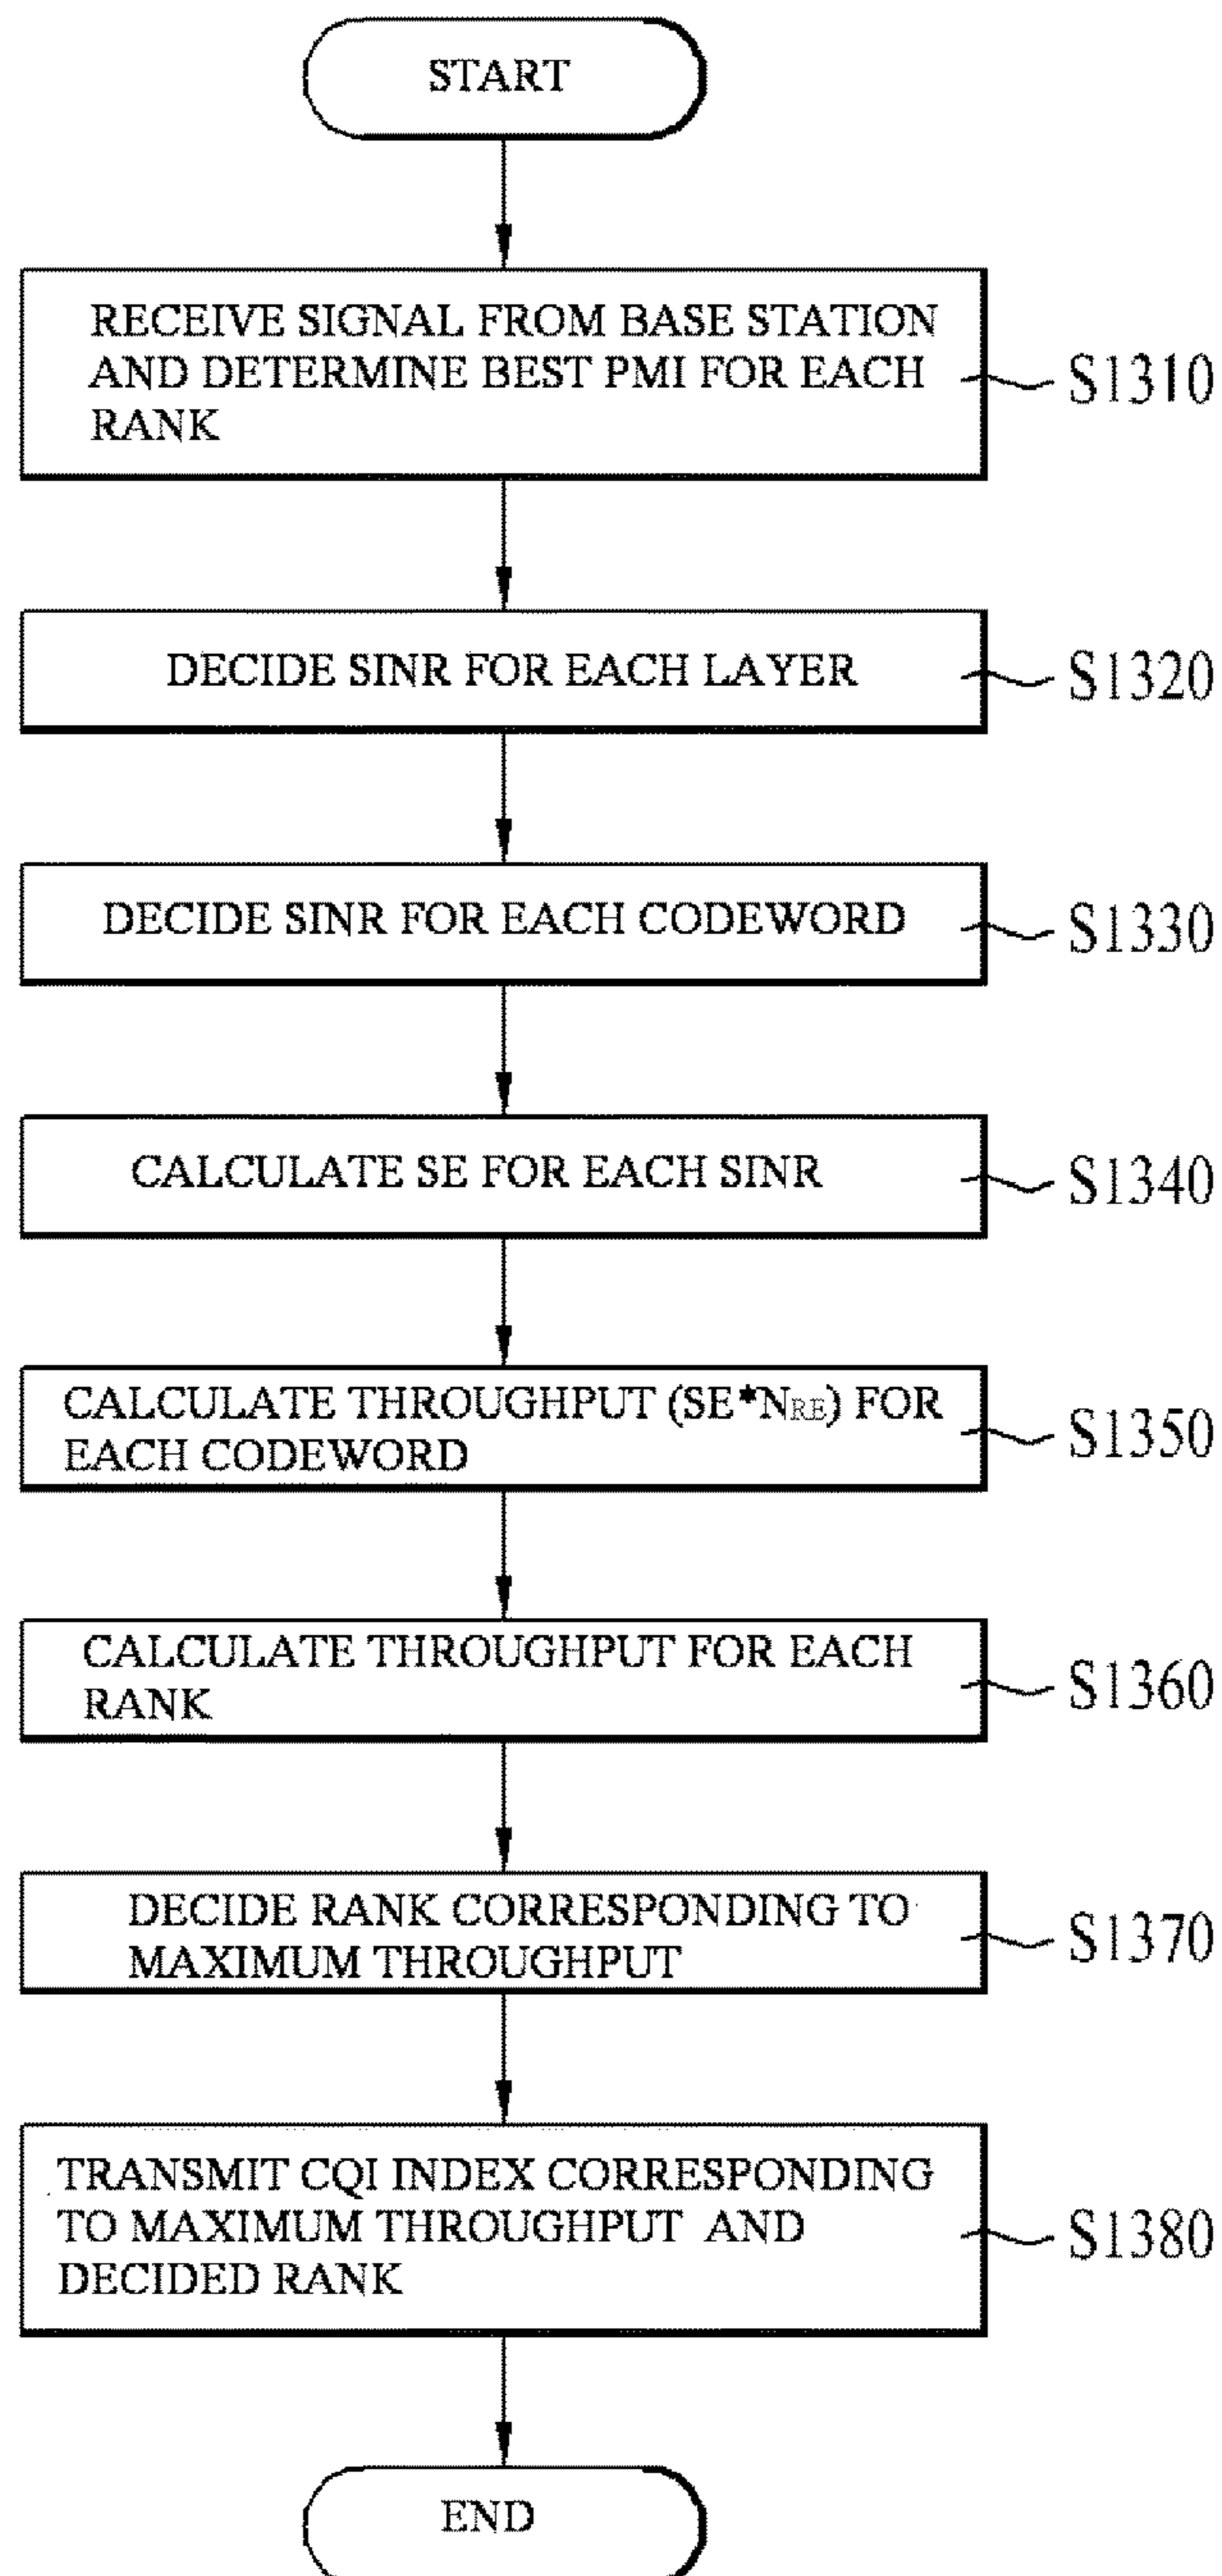 START
RECEIVE SIGNAL FROM BASE STATION
AND DETERMINE BEST PMI FOR EACH
RANK
S1310
DECIDE SINR FOR EACH LAYER
S1320
DECIDE SINR FOR EACH CODEWORD
S1330
CALCULATE SE FOR EACH SINR
S1340
CALCULATE THROUGHPUT (SE*NRE) FOR
EACH CODEWORD
S1350
CALCULATE THROUGHPUT FOR EACH
RANK
S1360
DECIDE RANK CORRESPONDING TO
MAXIMUM THROUGHPUT
S1370
TRANSMIT CQI INDEX CORRESPONDING
TO MAXIMUM THROUGHPUT AND
DECIDED RANK
S1380
END